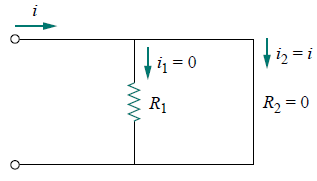 i
i₁ = 0
i₂ = i
R₁
R₂ = 0